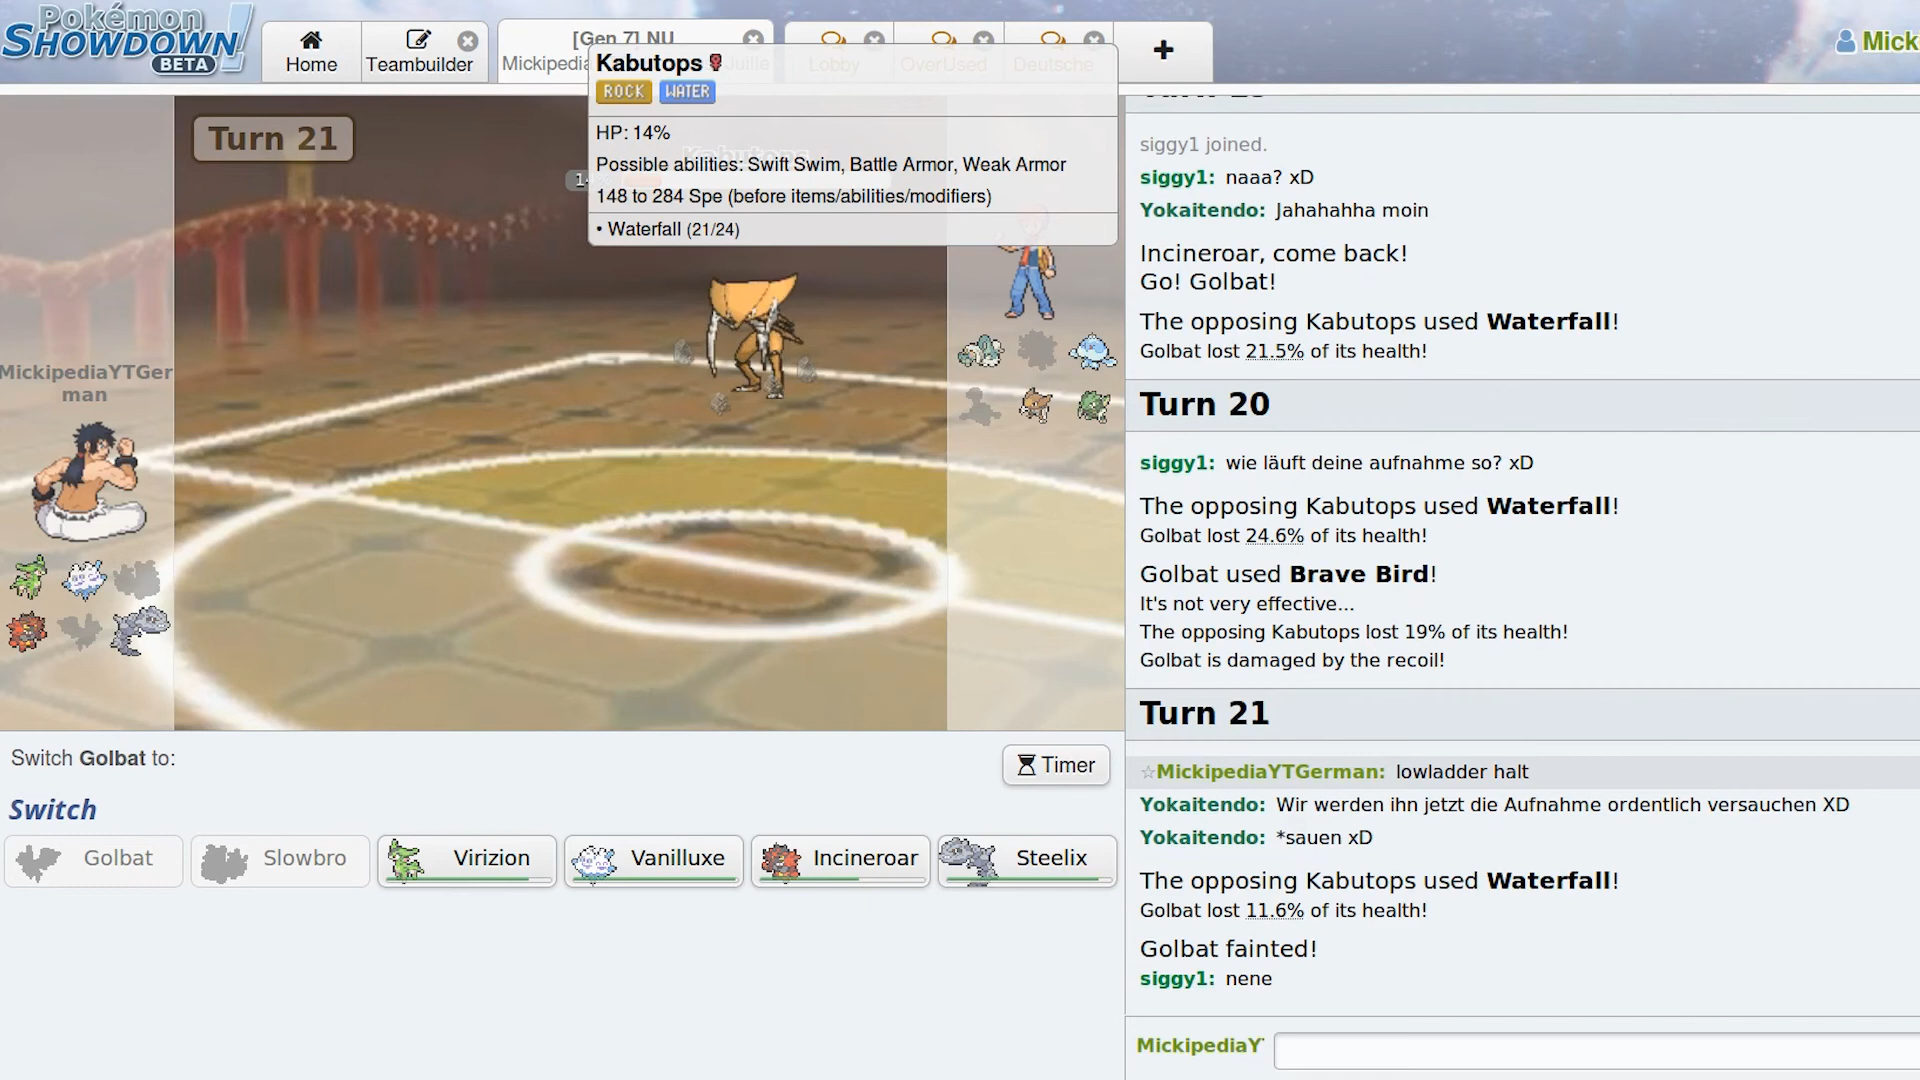 Pokémon
SHOWDOWN!
BETA
Home
Teambuilder
[Gen 7] NU
Mickipedia
Lobby
OverUsed
Deutsche
+
Mick
Kabutops
ROCK WATER
HP: 14%
Possible abilities: Swift Swim, Battle Armor, Weak Armor
148 to 284 Spe (before items/abilities/modifiers)
• Waterfall (21/24)
Turn 21
MickipediaYTGer
man
Switch Golbat to:
Timer
Switch
Golbat
Slowbro
Virizion
Vanilluxe
Incineroar
Steelix
siggy1 joined.
siggy1: naaa? xD
Yokaitendo: Jahahahha moin
Incineroar, come back!
Go! Golbat!
The opposing Kabutops used Waterfall!
Golbat lost 21.5% of its health!
Turn 20
siggy1: wie läuft deine aufnahme so? xD
The opposing Kabutops used Waterfall!
Golbat lost 24.6% of its health!
Golbat used Brave Bird!
It's not very effective...
The opposing Kabutops lost 19% of its health!
Golbat is damaged by the recoil!
Turn 21
☆MickipediaYTGerman: lowladder halt
Yokaitendo: Wir werden ihn jetzt die Aufnahme ordentlich versauchen XD
Yokaitendo: *sauen xD
The opposing Kabutops used Waterfall!
Golbat lost 11.6% of its health!
Golbat fainted!
siggy1: nene
MickipediaY